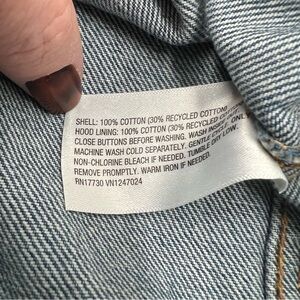 SHELL: 100% COTTON (30% RECYCLED COTTON)
HOOD LINING: 100% COTTON (30% RECYCLED COTTON)
CLOSE BUTTONS BEFORE WASHING. WASH
MACHINE WASH COLD SEPARATELY. GENTLE CYCLE ONLY.
NON-CHLORINE BLEACH IF NEEDED. TUMBLE DRY LOW.
REMOVE PROMPTLY. WARM IRON IF NEEDED.
RN17730 VN1247024